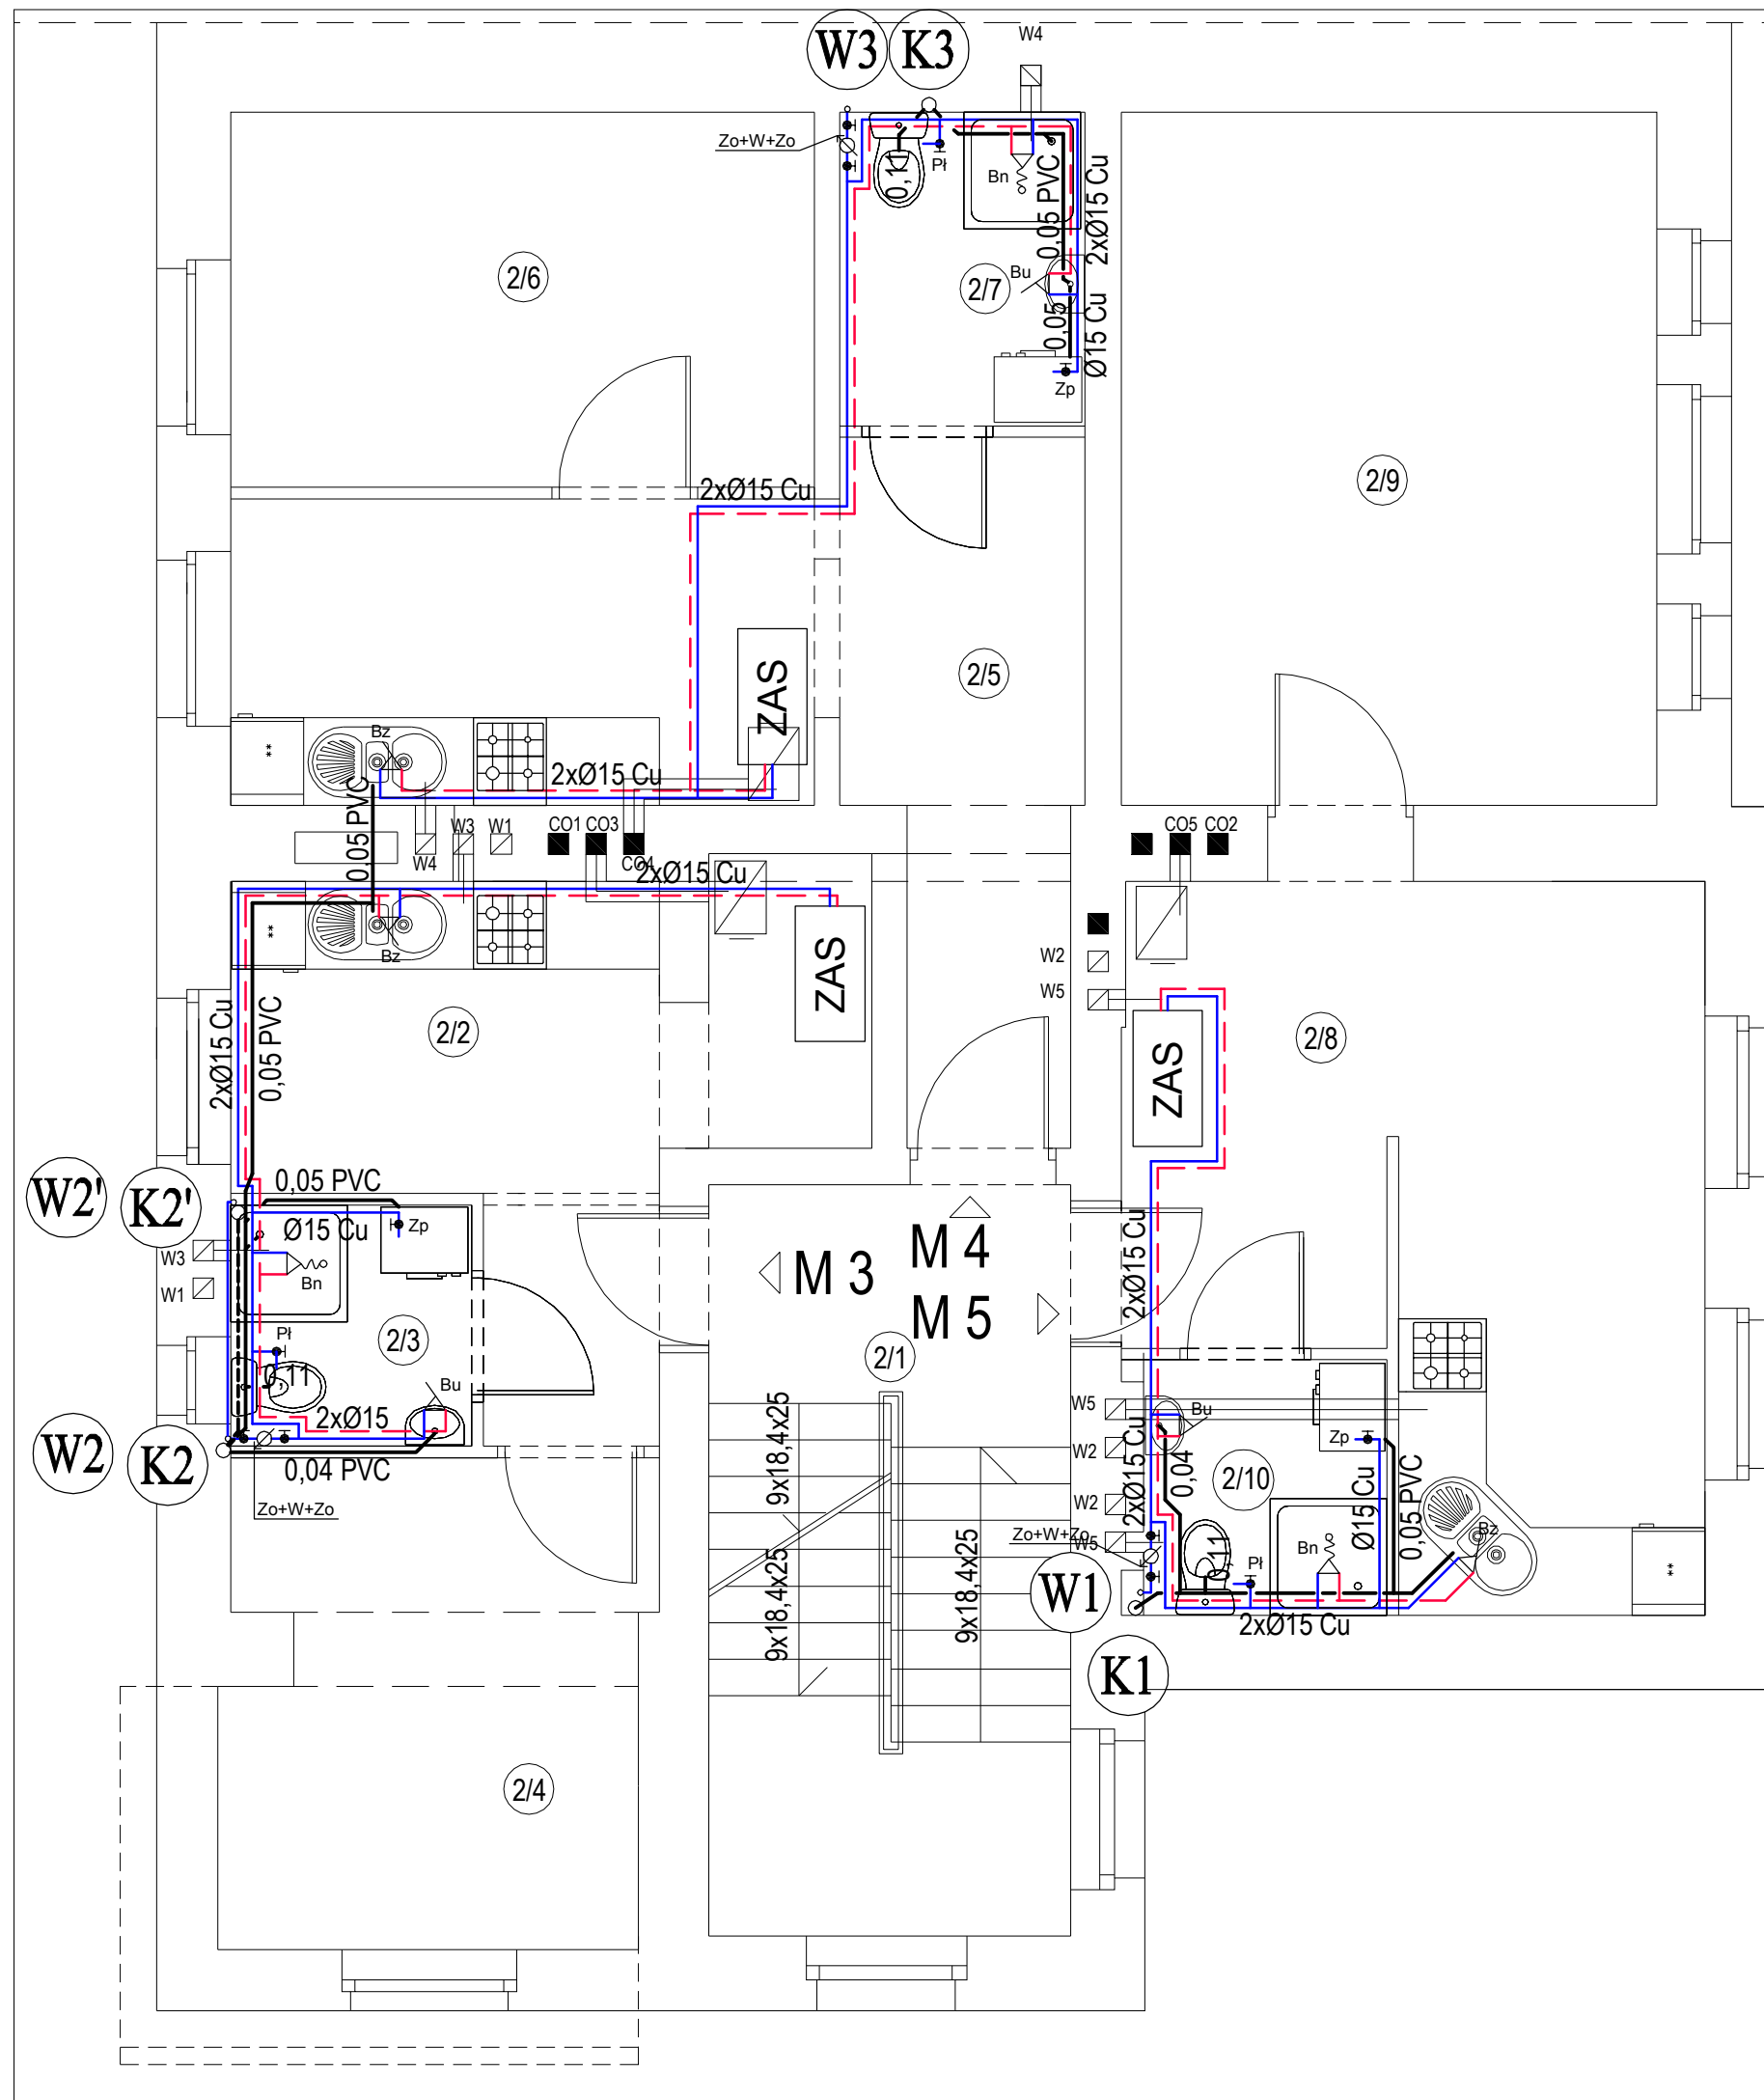 W3
K3
W4
Zo+W+Zo
0,11
Pł
Bn
0,05 PVC
2xØ15 Cu
2/6
2/7
Bu
0,05
Ø15 Cu
Zp
2xØ15 Cu
2/9
2/5
ZAS
Bz
**
2xØ15 Cu
0,05 PVC
W4
W3
W1
CO1
CO3
CO4
CO5
CO2
2xØ15 Cu
**
Bz
ZAS
W2
W5
2/2
2xØ15 Cu
0,05 PVC
2/8
ZAS
W2'
K2'
0,05 PVC
Ø15 Cu
Zp
W3
W1
Bn
M 3
M 4
M 5
2xØ15 Cu
Pł
2/3
2/1
0,11
Bu
2xØ15
W2
K2
0,04 PVC
Zo+W+Zo
9x18,4x25
9x18,4x25
9x18,4x25
W5
W2
W2
W5
Bu
2xØ15 Cu
0,04
2/10
Zp
Ø15 Cu
0,05 PVC
Bz
Zo+W+Zo
0,11
Bn
Pł
**
W1
2xØ15 Cu
K1
2/4